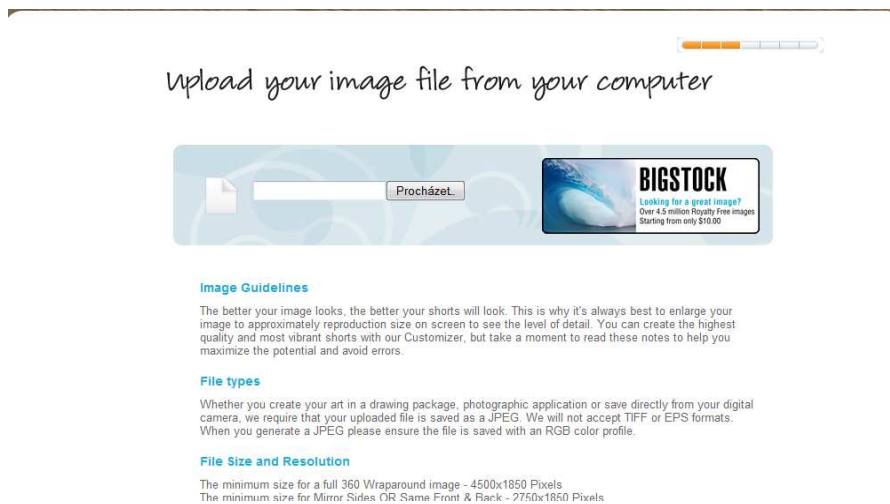 Upload your image file from your computer
Procházet..
BIGSTOCK
Looking for a great image?
Over 4.5 million Royalty Free images
Starting from only $10.00
Image Guidelines
The better your image looks, the better your shorts will look. This is why it's always best to enlarge your
image to approximately reproduction size on screen to see the level of detail. You can create the highest
quality and most vibrant shorts with our Customizer, but take a moment to read these notes to help you
maximize the potential and avoid errors.
File types
Whether you create your art in a drawing package, photographic application or save directly from your digital
camera, we require that your uploaded file is saved as a JPEG. We will not accept TIFF or EPS formats.
When you generate a JPEG please ensure the file is saved with an RGB color profile.
File Size and Resolution
The minimum size for a full 360 Wraparound image - 4500x1850 Pixels
The minimum size for Mirror Sides OR Same Front & Back - 2750x1850 Pixels